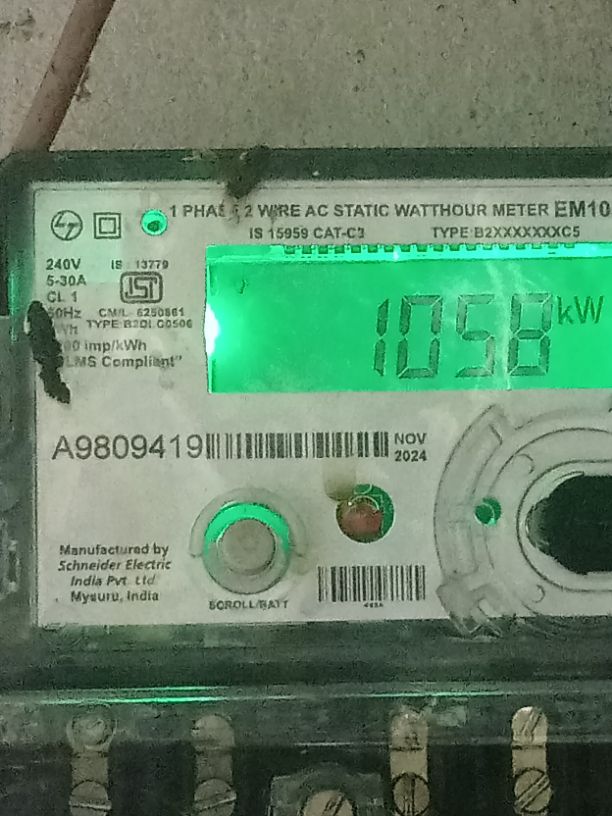 1 PHASE 2 WIRE AC STATIC WATTHOUR METER EM10
IS 15959 CAT-C3 TYPE:B2XXXXXXXC5
240V IS : 13779
5-30A
CL 1
50Hz CM/L- 6250861
TYPE:B2DLC0506
imp/kWh
DLMS Compliant"
1058 kW
A9809419 NOV
2024
Manufactured by
Schneider Electric
India Pvt. Ltd.
Mysuru, India
SCROLL/BATT